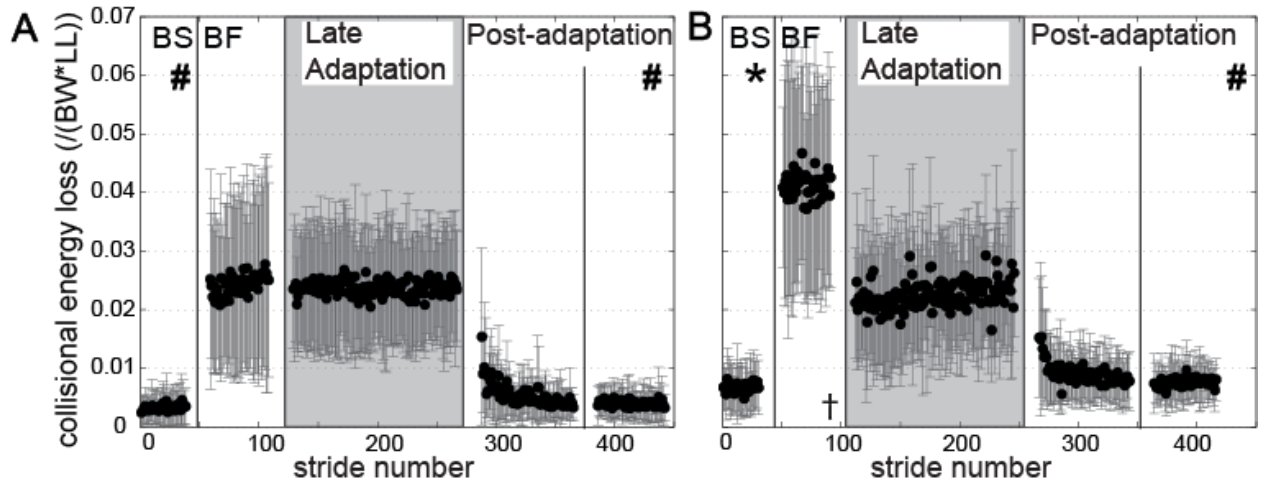 A
B
collisional energy loss (/(BW*LL))
0.07
0.06
0.05
0.04
0.03
0.02
0.01
0
BS
#
BF
Late
Adaptation
Post-adaptation
#
0
100
200
300
400
stride number
BS
*
BF
†
Late
Adaptation
Post-adaptation
#
0
100
200
300
400
stride number